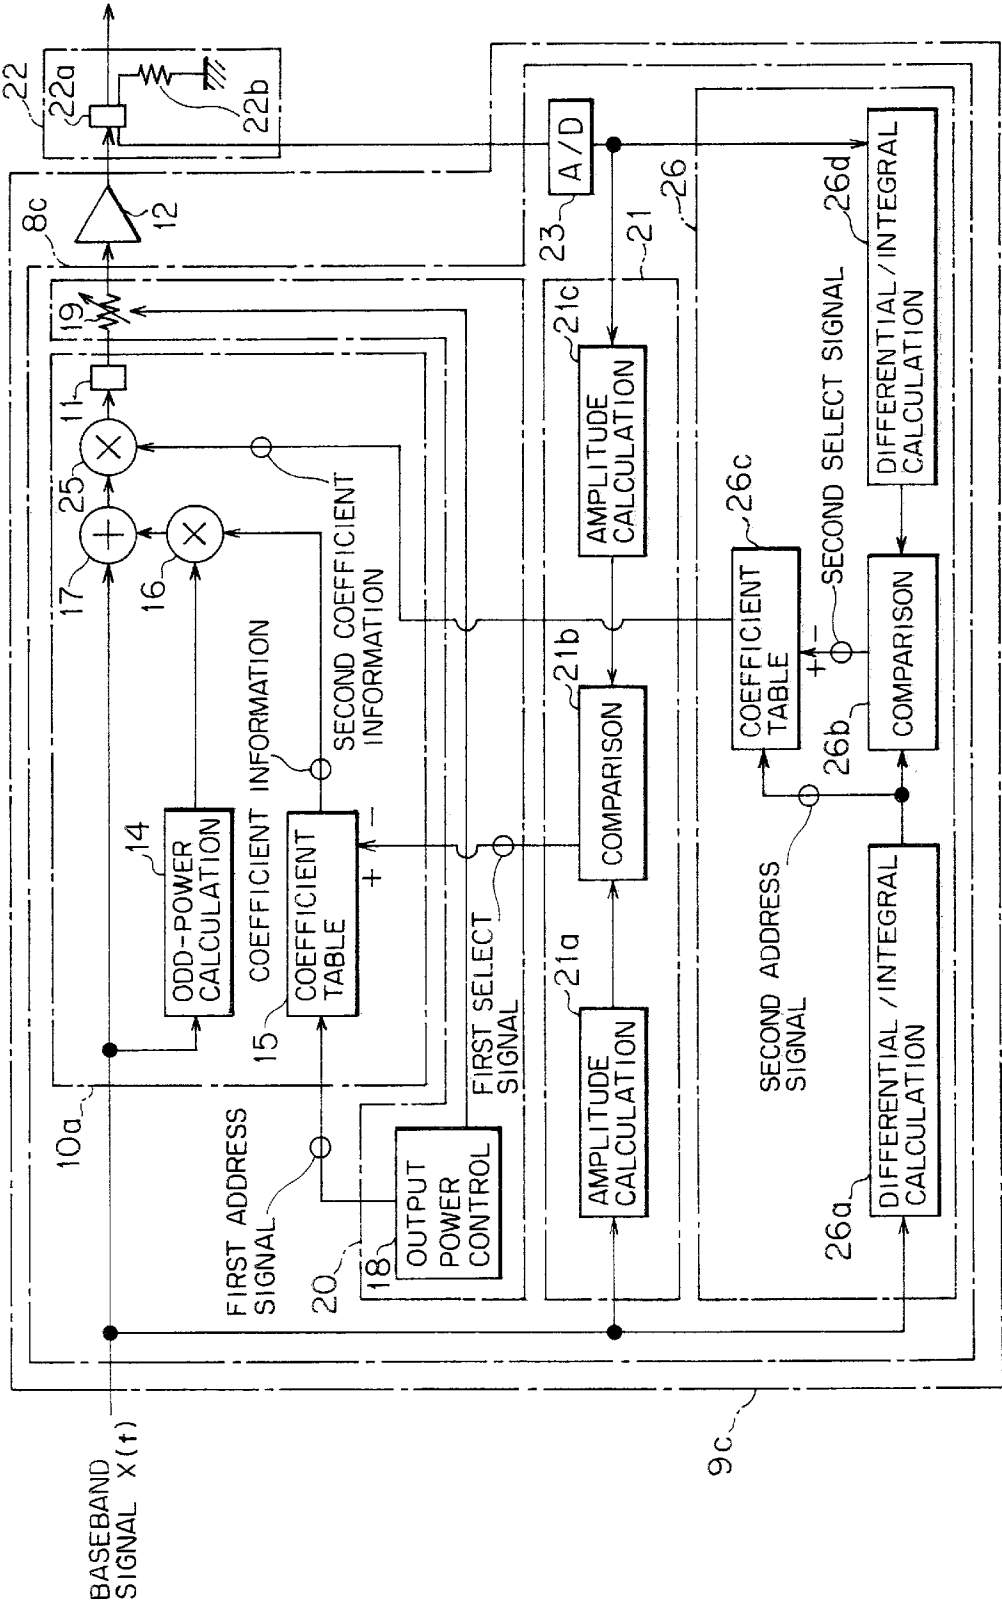 BASEBAND
SIGNAL X(t)
10a
14
ODD-POWER
CALCULATION
17
16
25
11
19
8c
12
22
22a
22b
COEFFICIENT INFORMATION
15
COEFFICIENT
TABLE
+
-
SECOND COEFFICIENT
INFORMATION
FIRST ADDRESS
SIGNAL
20
18
OUTPUT
POWER
CONTROL
FIRST SELECT
SIGNAL
A/D
23
21
21a
AMPLITUDE
CALCULATION
21b
COMPARISON
21c
AMPLITUDE
CALCULATION
26
26c
COEFFICIENT
TABLE
+
-
SECOND SELECT SIGNAL
SECOND ADDRESS
SIGNAL
26a
DIFFERENTIAL/INTEGRAL
CALCULATION
26b
COMPARISON
26d
DIFFERENTIAL/INTEGRAL
CALCULATION
9c